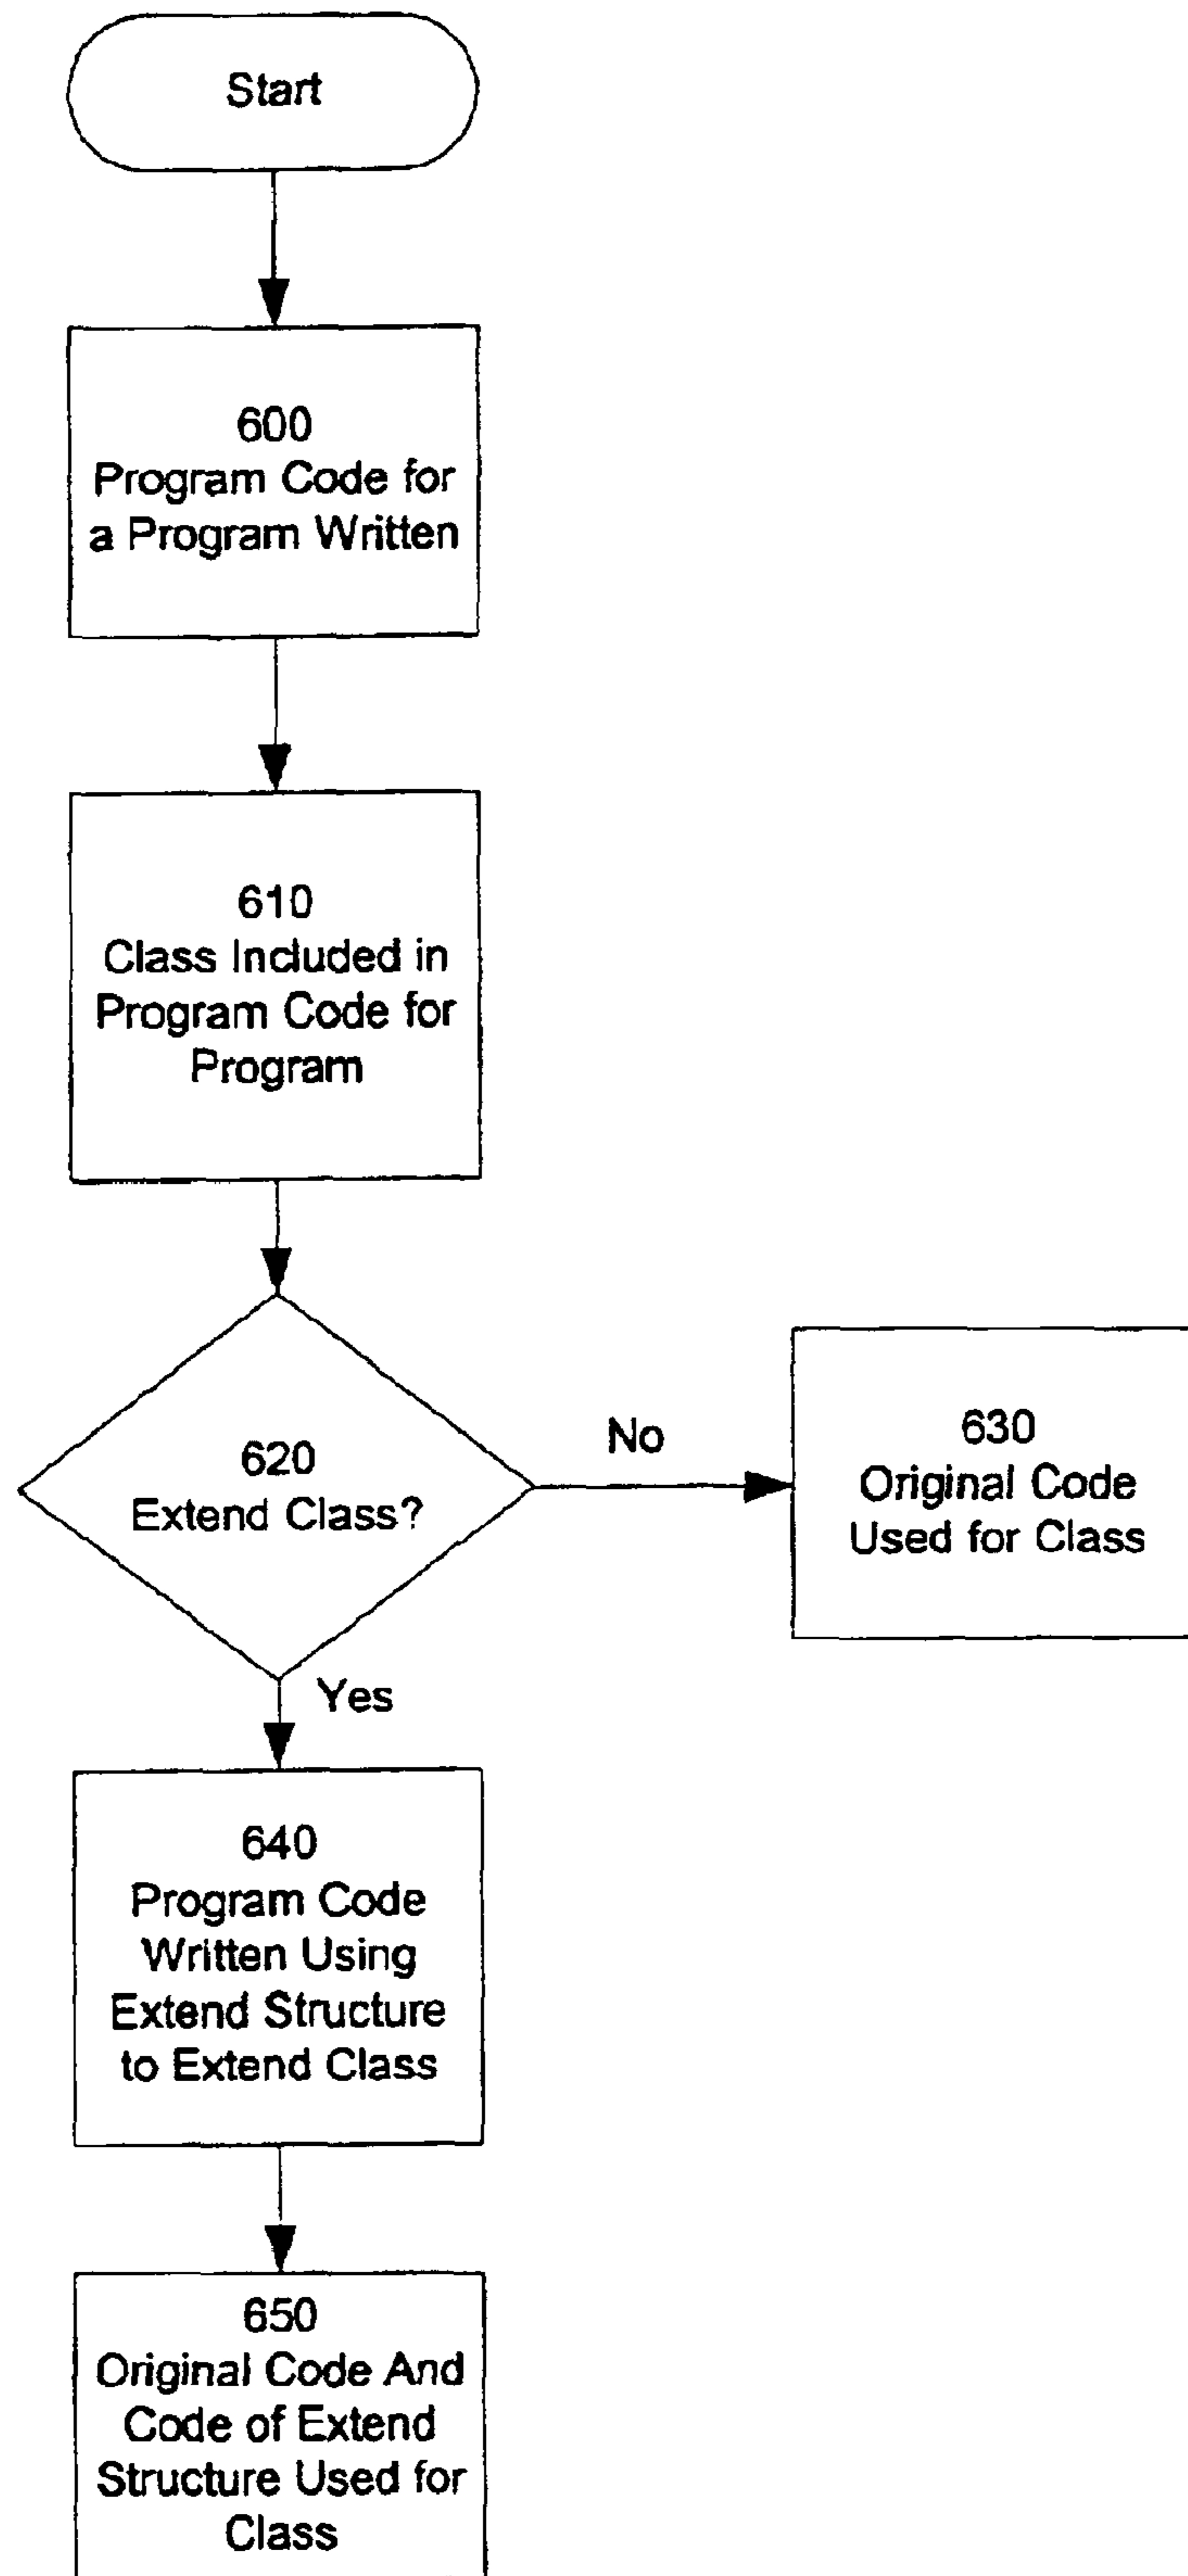 Start
600
Program Code for
a Program Written
610
Class Included in
Program Code for
Program
620
Extend Class?
No
630
Original Code
Used for Class
Yes
640
Program Code
Written Using
Extend Structure
to Extend Class
650
Original Code And
Code of Extend
Structure Used for
Class